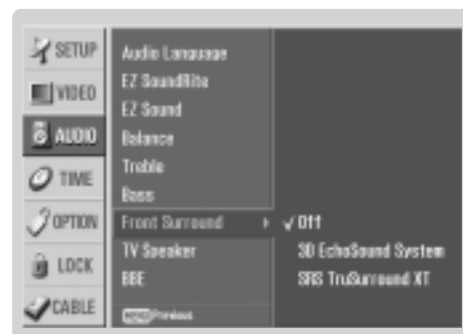 SETUP
VIDEO
AUDIO
TIME
OPTION
LOCK
CABLE
Audio Language
EZ SoundRite
EZ Sound
Balance
Treble
Bass
Front Surround
TV Speaker
BBE
Previous
√ Off
3D EchoSound System
SRS TruSurround XT